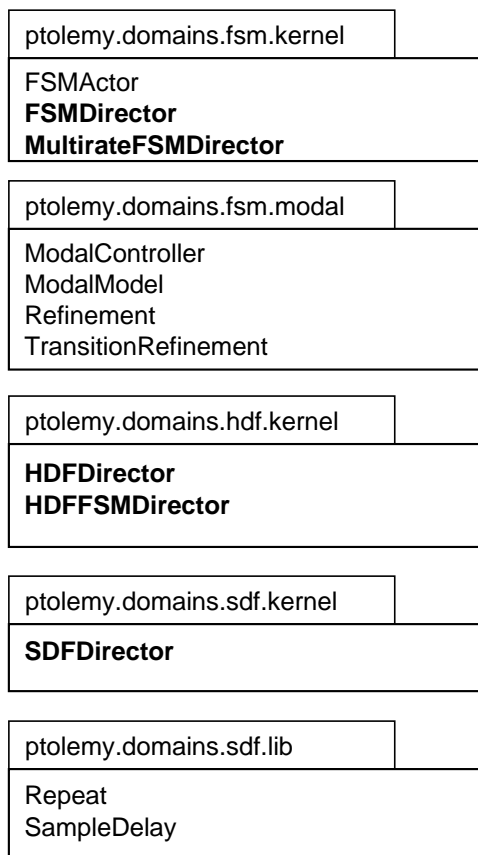 ptolemy.domains.fsm.kernel
FSMActor
FSMDirector
MultirateFSMDirector
ptolemy.domains.fsm.modal
ModalController
ModalModel
Refinement
TransitionRefinement
ptolemy.domains.hdf.kernel
HDFDirector
HDFFSMDirector
ptolemy.domains.sdf.kernel
SDFDirector
ptolemy.domains.sdf.lib
Repeat
SampleDelay